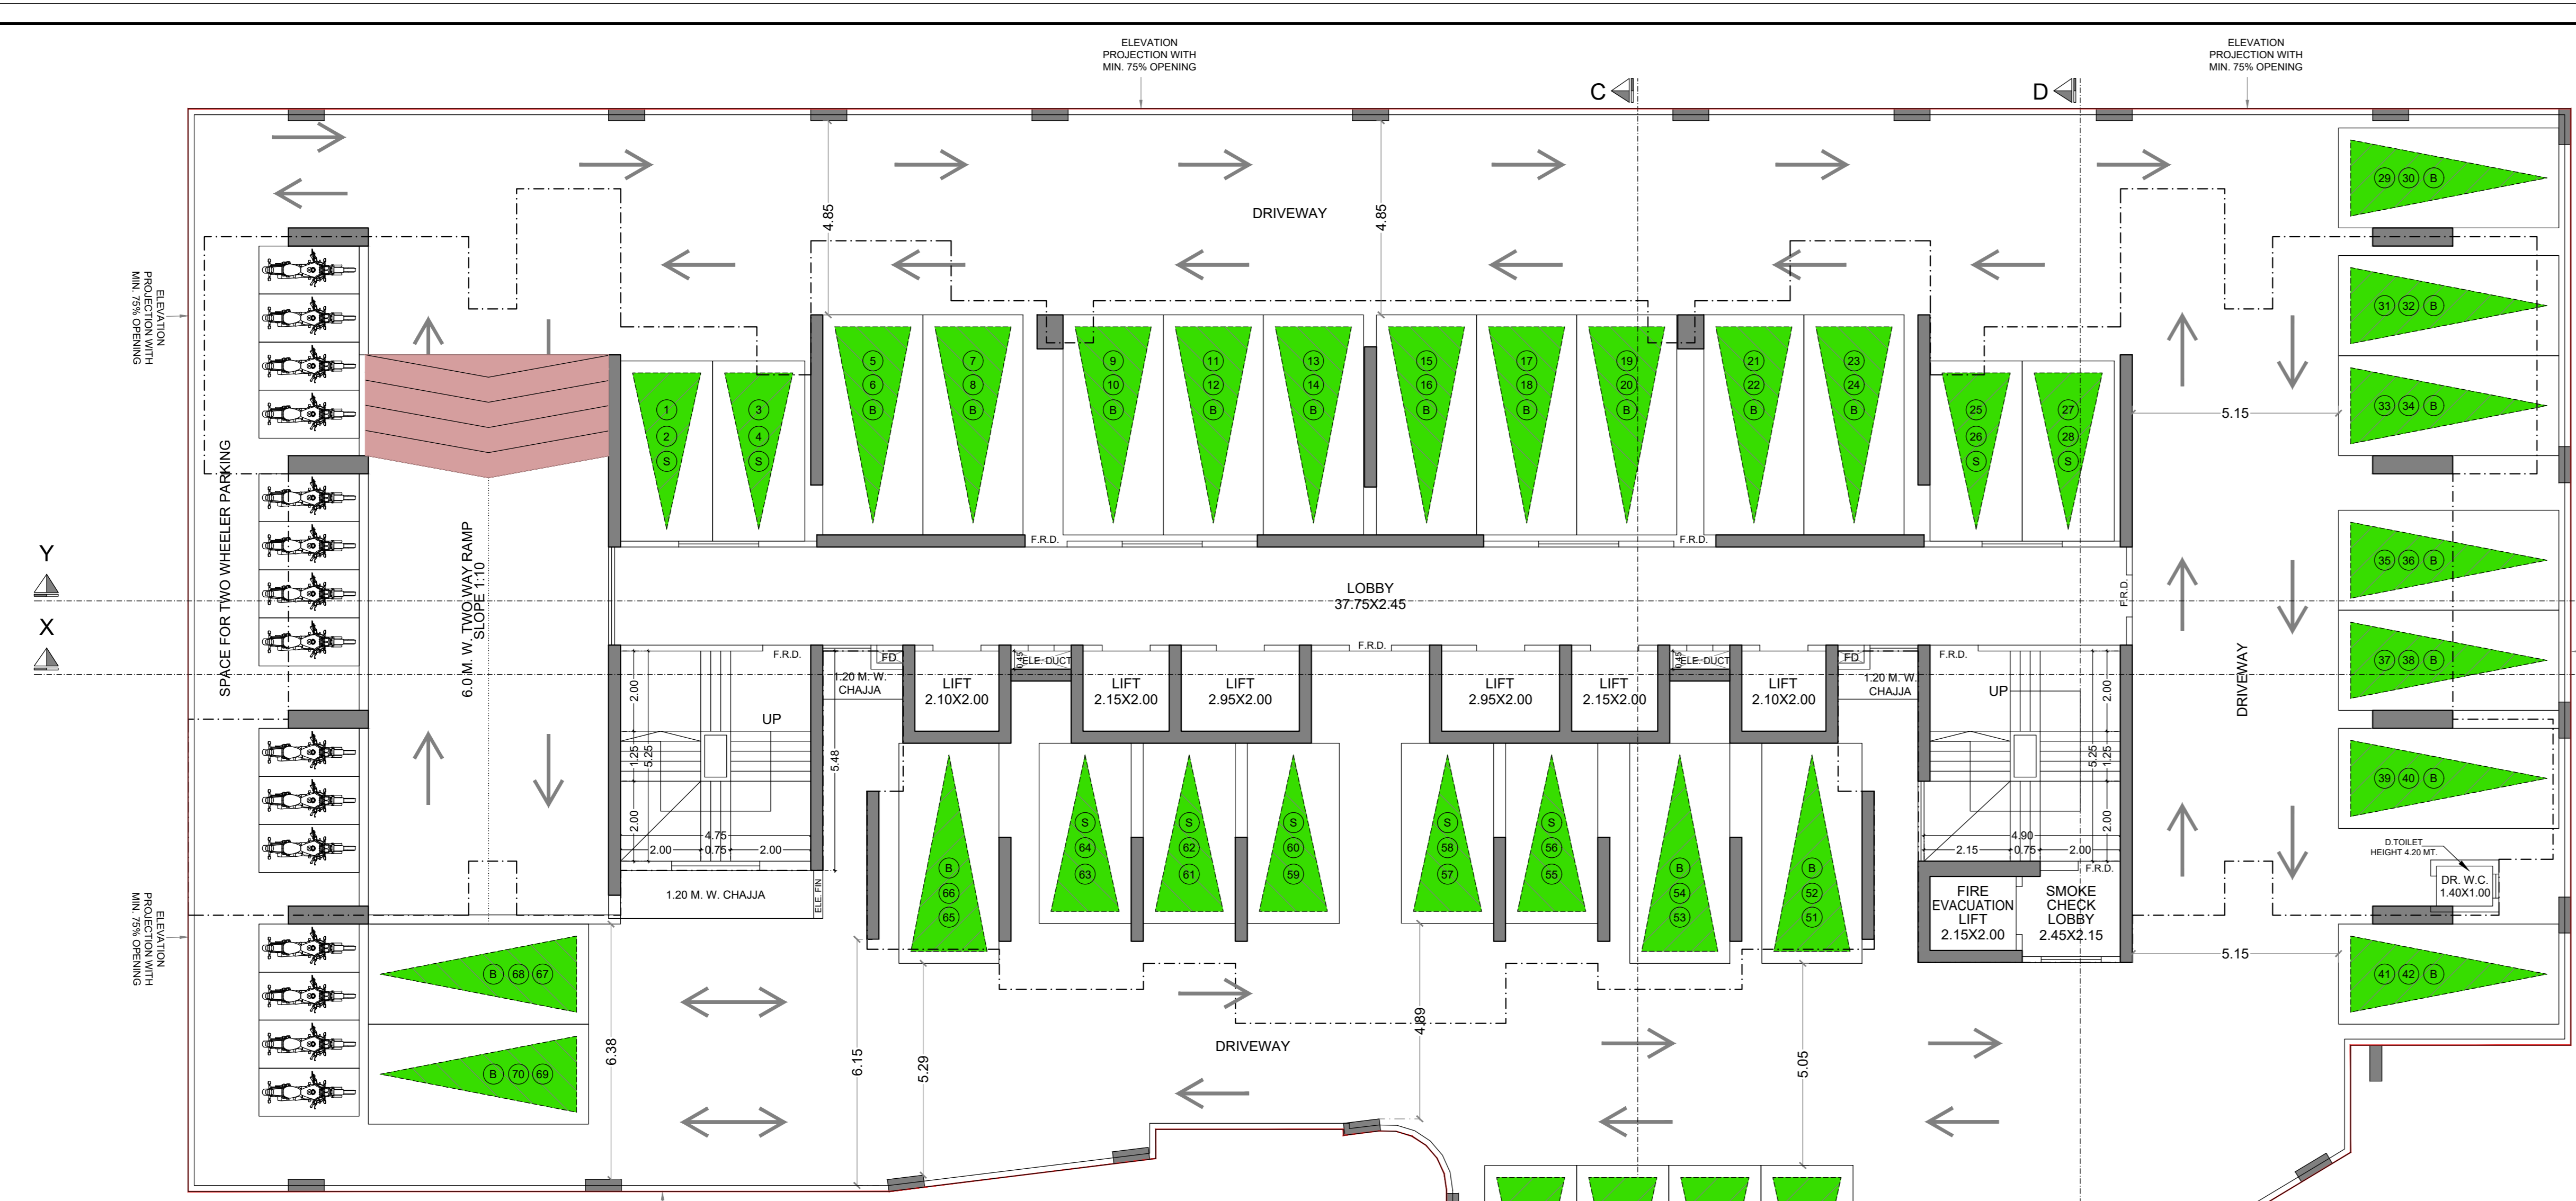 ELEVATION
PROJECTION WITH
MIN. 75% OPENING
ELEVATION
PROJECTION WITH
MIN. 75% OPENING
C
D
29 30 B
4.85
DRIVEWAY
4.85
ELEVATION
PROJECTION WITH
MIN. 75% OPENING
31 32 B
1
2
S
3
4
S
5
6
B
7
8
B
9
10
B
11
12
B
13
14
B
15
16
B
17
18
B
19
20
B
21
22
B
23
24
B
25
26
S
27
28
S
33 34 B
5.15
SPACE FOR TWO WHEELER PARKING
6.0 M. W. TWO WAY RAMP
SLOPE 1:10
F.R.D.
F.R.D.
Y
X
LOBBY
37.75X2.45
F.R.D.
35 36 B
37 38 B
DRIVEWAY
F.R.D.
FD
1.20 M. W.
CHAJJA
LIFT
2.10X2.00
0.45
ELE. DUCT
LIFT
2.15X2.00
LIFT
2.95X2.00
F.R.D.
LIFT
2.95X2.00
LIFT
2.15X2.00
0.45
ELE. DUCT
LIFT
2.10X2.00
FD
1.20 M. W.
CHAJJA
F.R.D.
UP
2.00
1.25
5.25
2.00
4.75
2.00
0.75
2.00
5.48
UP
2.00
5.25
1.25
2.00
4.90
2.15
0.75
2.00
F.R.D.
39 40 B
D.TOILET
HEIGHT 4.20 MT.
DR. W.C.
1.40X1.00
1.20 M. W. CHAJJA
ELE. FIN
B
66
65
S
64
63
S
62
61
S
60
59
S
58
57
S
56
55
B
54
53
B
52
51
FIRE
EVACUATION
LIFT
2.15X2.00
SMOKE
CHECK
LOBBY
2.45X2.15
5.15
41 42 B
ELEVATION
PROJECTION WITH
MIN. 75% OPENING
B 68 67
B 70 69
6.38
6.15
5.29
DRIVEWAY
4.89
5.05